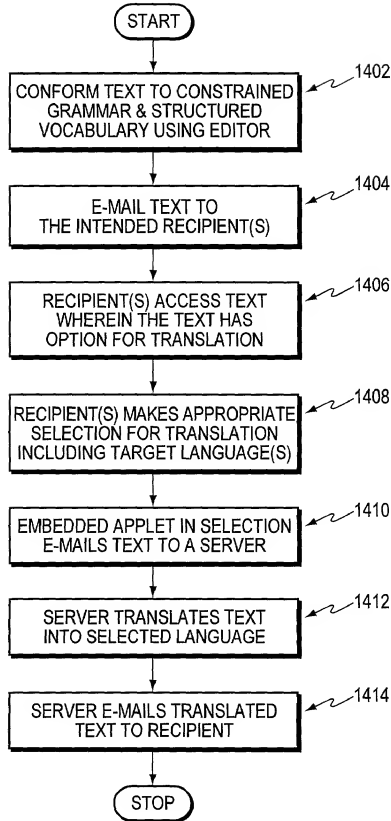 START
1402
CONFORM TEXT TO CONSTRAINED
GRAMMAR & STRUCTURED
VOCABULARY USING EDITOR
1404
E-MAIL TEXT TO
THE INTENDED RECIPIENT(S)
1406
RECIPIENT(S) ACCESS TEXT
WHEREIN THE TEXT HAS
OPTION FOR TRANSLATION
1408
RECIPIENT(S) MAKES APPROPRIATE
SELECTION FOR TRANSLATION
INCLUDING TARGET LANGUAGE(S)
1410
EMBEDDED APPLET IN SELECTION
E-MAILS TEXT TO A SERVER
1412
SERVER TRANSLATES TEXT
INTO SELECTED LANGUAGE
1414
SERVER E-MAILS TRANSLATED
TEXT TO RECIPIENT
STOP